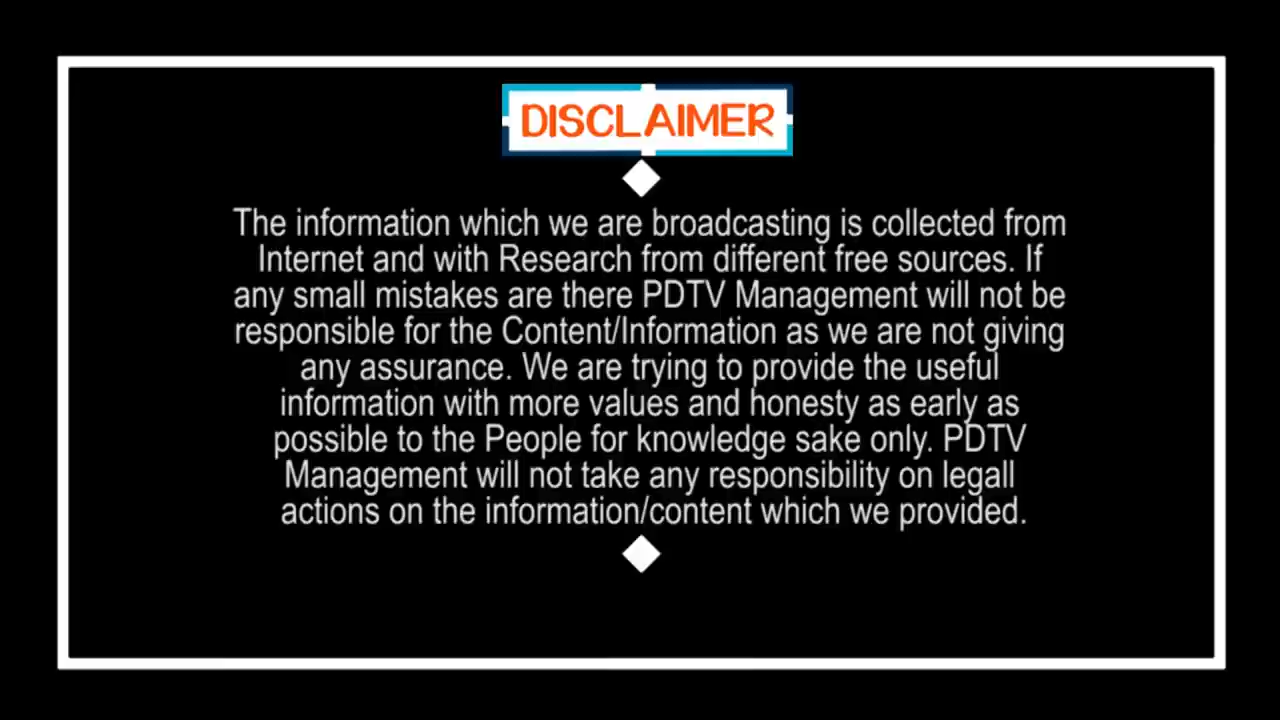 DISCLAIMER
The information which we are broadcasting is collected from
Internet and with Research from different free sources. If
any small mistakes are there PDTV Management will not be
responsible for the Content/Information as we are not giving
any assurance. We are trying to provide the useful
information with more values and honesty as early as
possible to the People for knowledge sake only. PDTV
Management will not take any responsibility on legall
actions on the information/content which we provided.